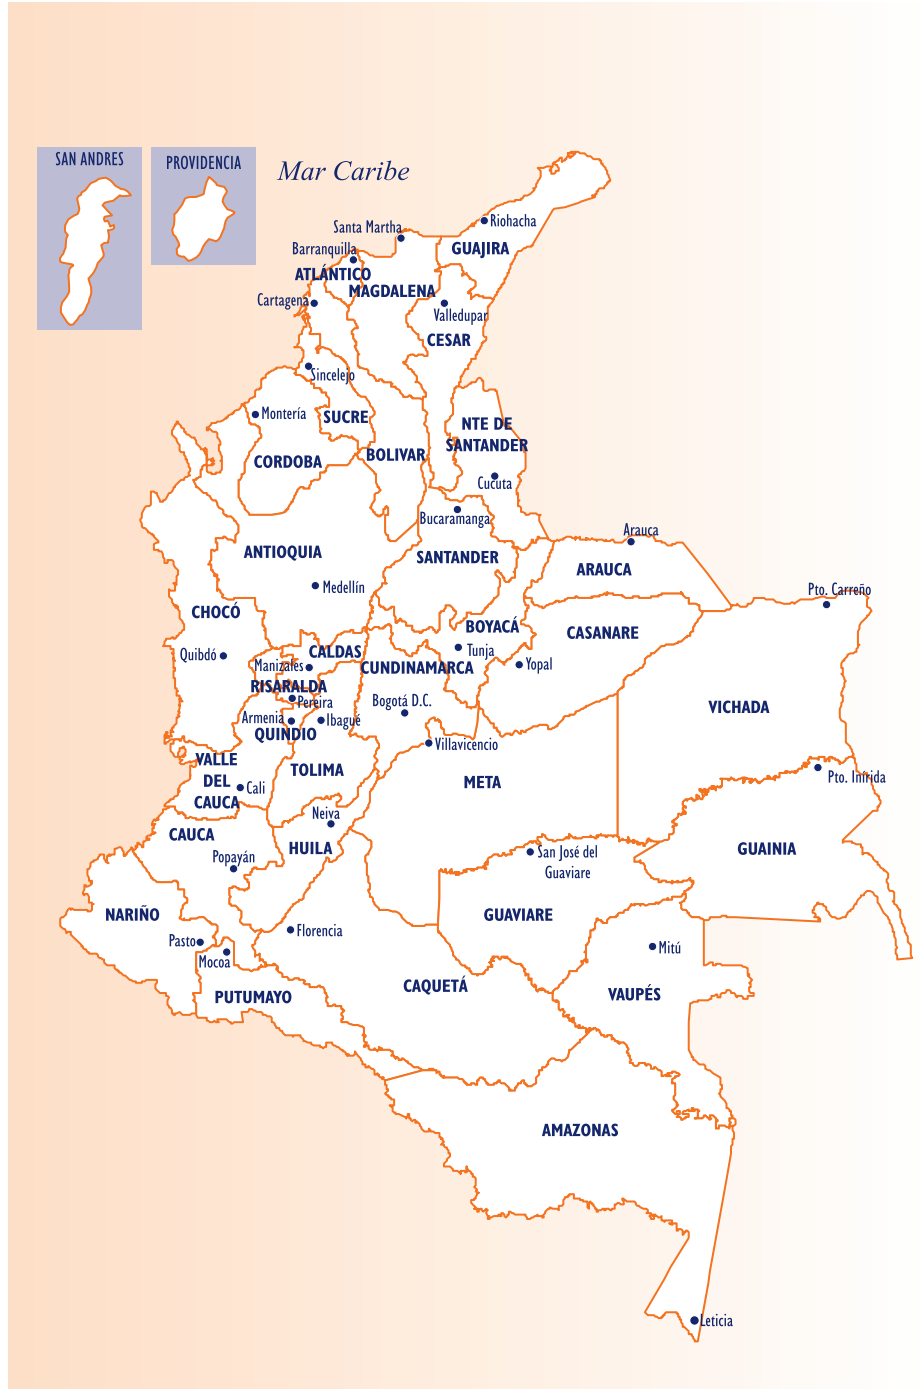 SAN ANDRES
PROVIDENCIA
Mar Caribe
Riohacha
Santa Martha
GUAJIRA
Barranquilla
ATLÁNTICO
MAGDALENA
Cartagena
Valledupar
CESAR
Sincelejo
Montería
SUCRE
NTE DE
SANTANDER
BOLIVAR
CORDOBA
Cucuta
Bucaramanga
Arauca
ANTIOQUIA
SANTANDER
ARAUCA
Medellín
Pto. Carreño
CHOCÓ
BOYACÁ
CASANARE
Quibdó
CALDAS
Tunja
Manizales
CUNDINAMARCA
Yopal
RISARALDA
Pereira
Bogotá D.C.
VICHADA
Armenia
Ibagué
QUINDIO
Villavicencio
VALLE
DEL
CAUCA
TOLIMA
META
Pto. Inírida
Cali
Neiva
CAUCA
HUILA
GUAINIA
Popayán
San José del
Guaviare
NARIÑO
GUAVIARE
Florencia
Pasto
Mitú
Mocoa
CAQUETÁ
PUTUMAYO
VAUPÉS
AMAZONAS
Leticia